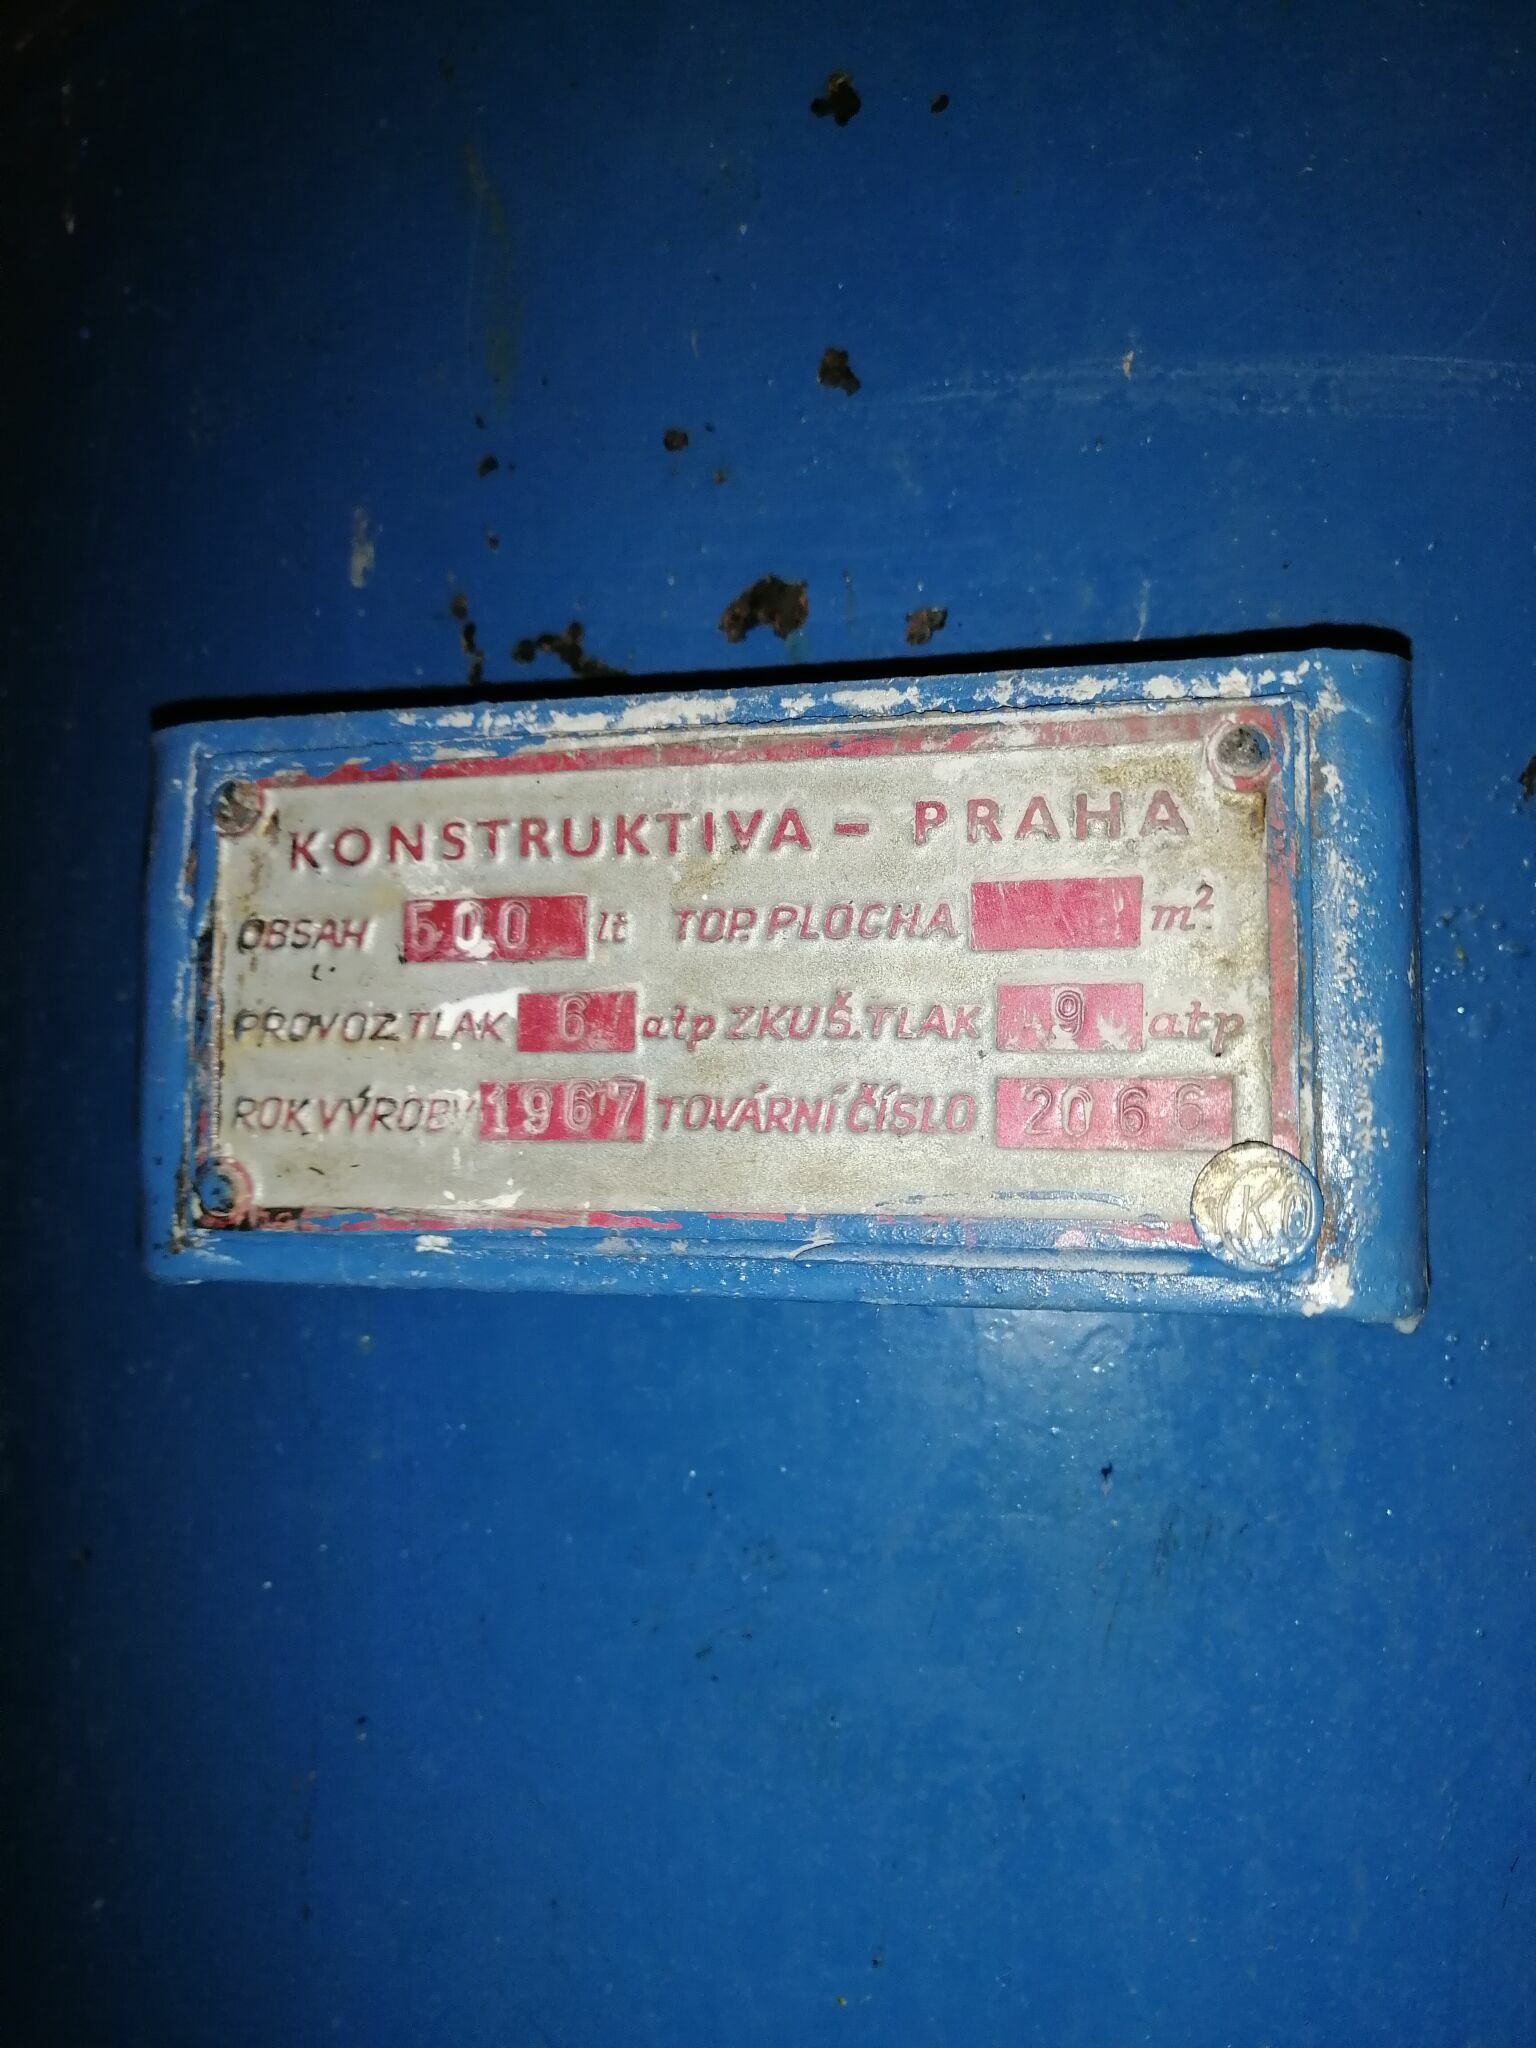 KONSTRUKTIVA – PRAHA
OBSAH 500 lt TOP. PLOCHA m²
PROVOZ. TLAK 6 atp ZKUŠ. TLAK 9 atp
ROK VÝROBY 1967 TOVÁRNÍ ČÍSLO 2066